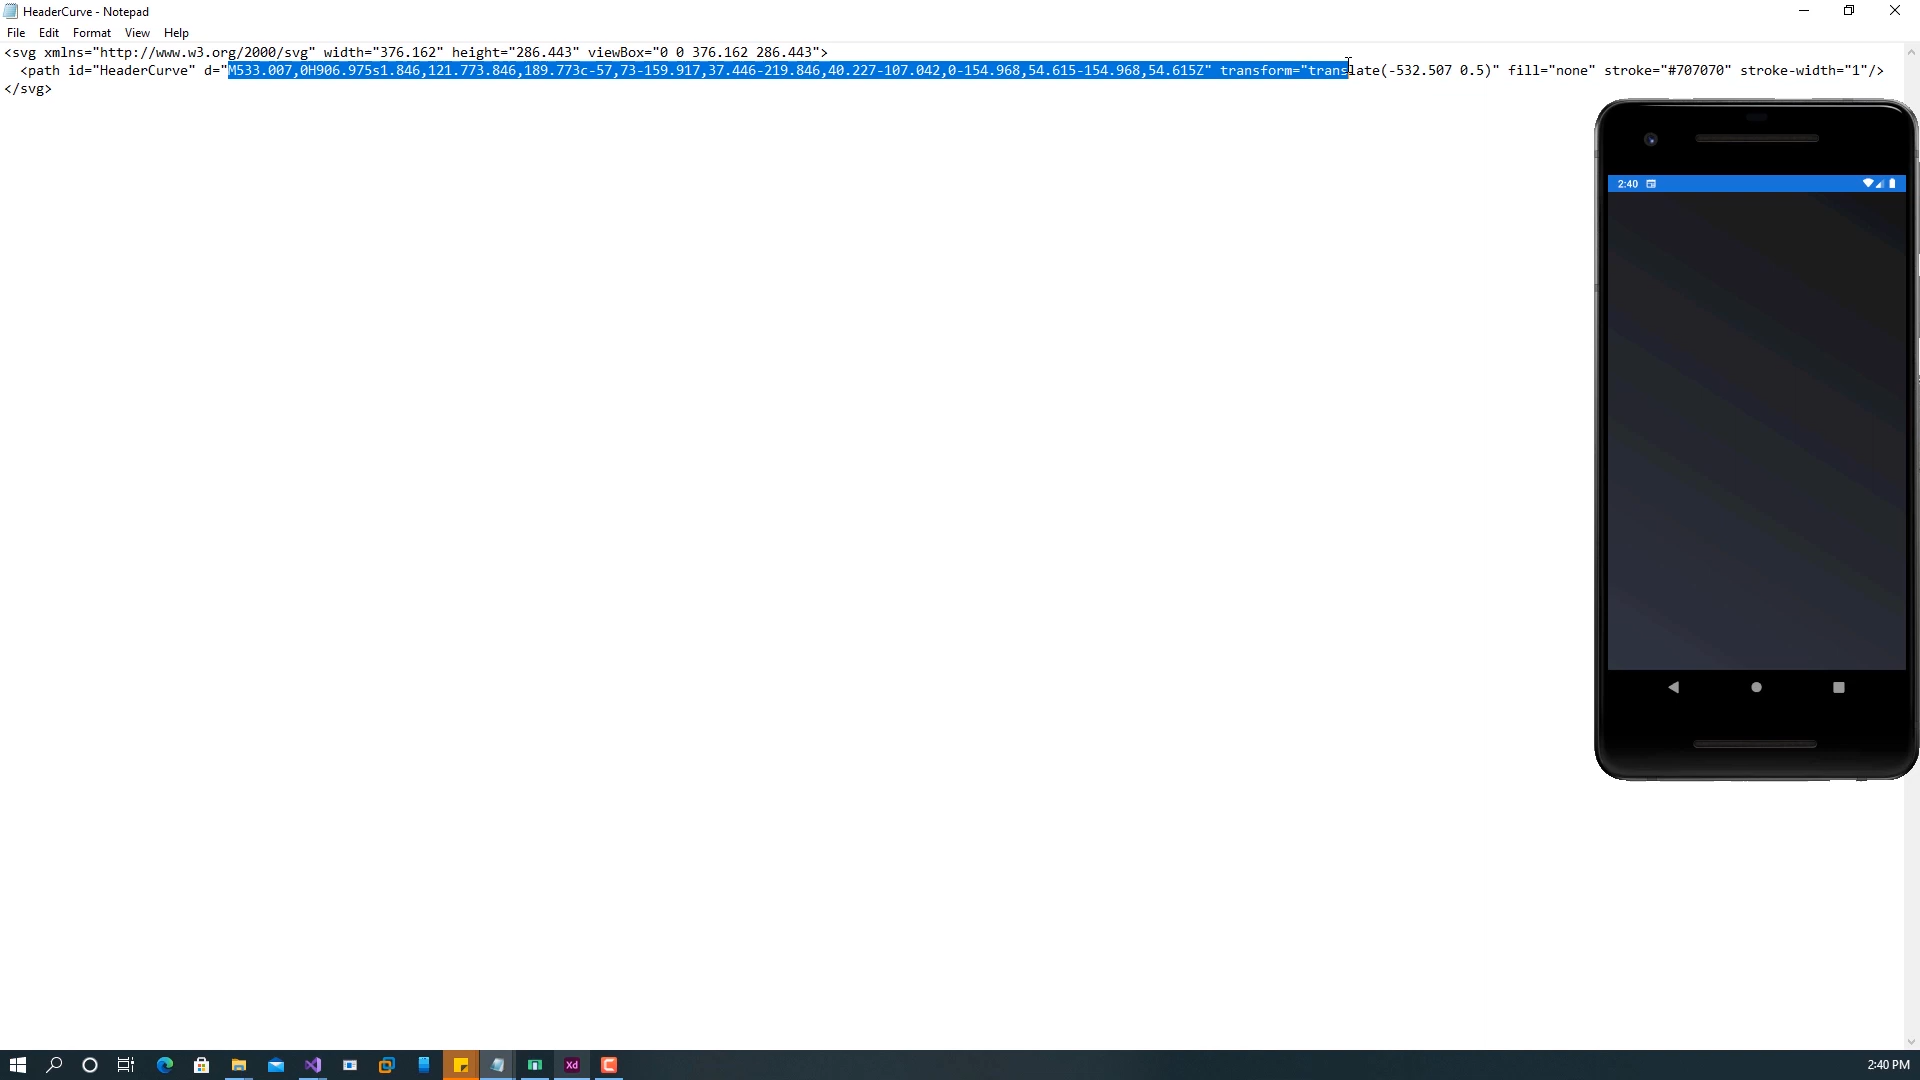 HeaderCurve - Notepad
File Edit Format View Help
<svg xmlns="http://www.w3.org/2000/svg" width="376.162" height="286.443" viewBox="0 0 376.162 286.443">
  <path id="HeaderCurve" d="M533.007,0H906.975s1.846,121.773.846,189.773c-57,73-159.917,37.446-219.846,40.227-107.042,0-154.968,54.615-154.968,54.615Z" transform="translate(-532.507 0.5)" fill="none" stroke="#707070" stroke-width="1"/>
</svg>
2:40
Xd
2:40 PM